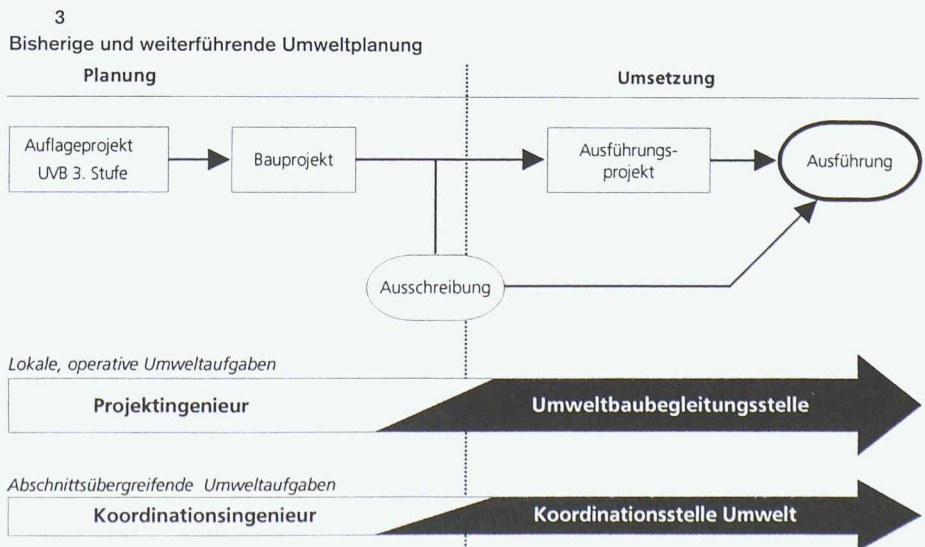 3
Bisherige und weiterführende Umweltplanung
Planung
Umsetzung
Auflageprojekt
UVB 3. Stufe
Bauprojekt
Ausführungs-
projekt
Ausführung
Ausschreibung
Lokale, operative Umweltaufgaben
Projektingenieur
Umweltbaubegleitungsstelle
Abschnittsübergreifende Umweltaufgaben
Koordinationsingenieur
Koordinationsstelle Umwelt